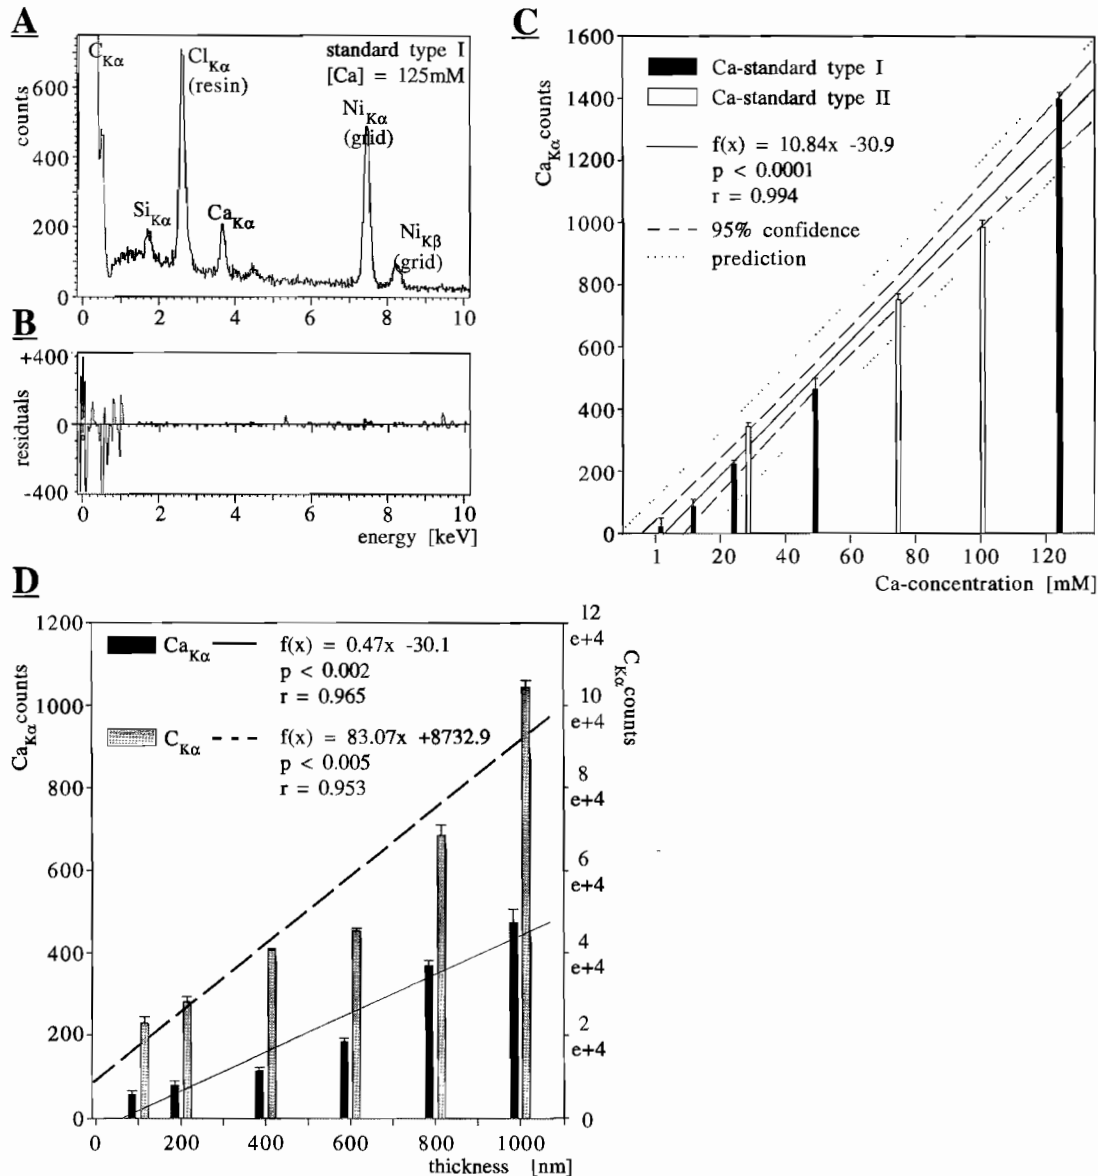 A
C
Kα
Cl
Kα
(resin)
standard type I
[Ca] = 125mM
Ni
Kα
(grid)
Si
Kα
Ca
Kα
Ni
Kβ
(grid)
counts
600
400
200
0
0 2 4 6 8 10
B
residuals
+400
0
-400
0 2 4 6 8 10
energy [keV]
C
Ca
Kα
counts
1600
1400
1200
1000
800
600
400
200
0
Ca-standard type I
Ca-standard type II
f(x) = 10.84x -30.9
p < 0.0001
r = 0.994
95% confidence
prediction
1 20 40 60 80 100 120
Ca-concentration [mM]
D
Ca
Kα
counts
1200
1000
800
600
400
200
0
Ca
Kα
f(x) = 0.47x -30.1
p < 0.002
r = 0.965
C
Kα
f(x) = 83.07x +8732.9
p < 0.005
r = 0.953
12
e+4
10
e+4
8
e+4
6
e+4
4
e+4
2
e+4
0
C
Kα
counts
0 200 400 600 800 1000
thickness [nm]